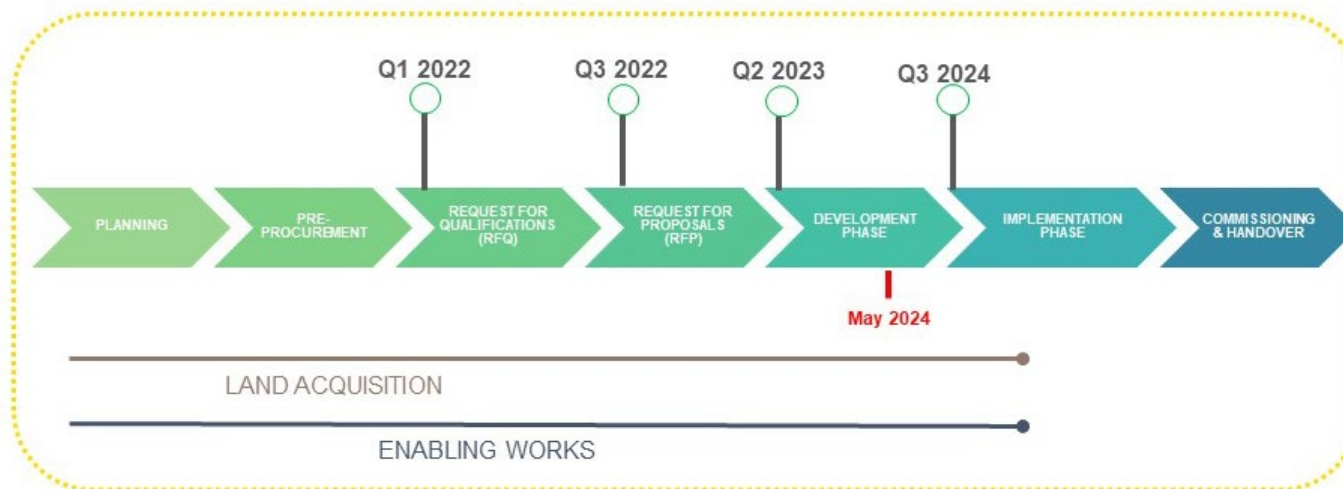 Q1 2022
Q3 2022
Q2 2023
Q3 2024
PLANNING
PRE-
PROCUREMENT
REQUEST FOR
QUALIFICATIONS
(RFQ)
REQUEST FOR
PROPOSALS
(RFP)
DEVELOPMENT
PHASE
IMPLEMENTATION
PHASE
COMMISSIONING
& HANDOVER
May 2024
LAND ACQUISITION
ENABLING WORKS